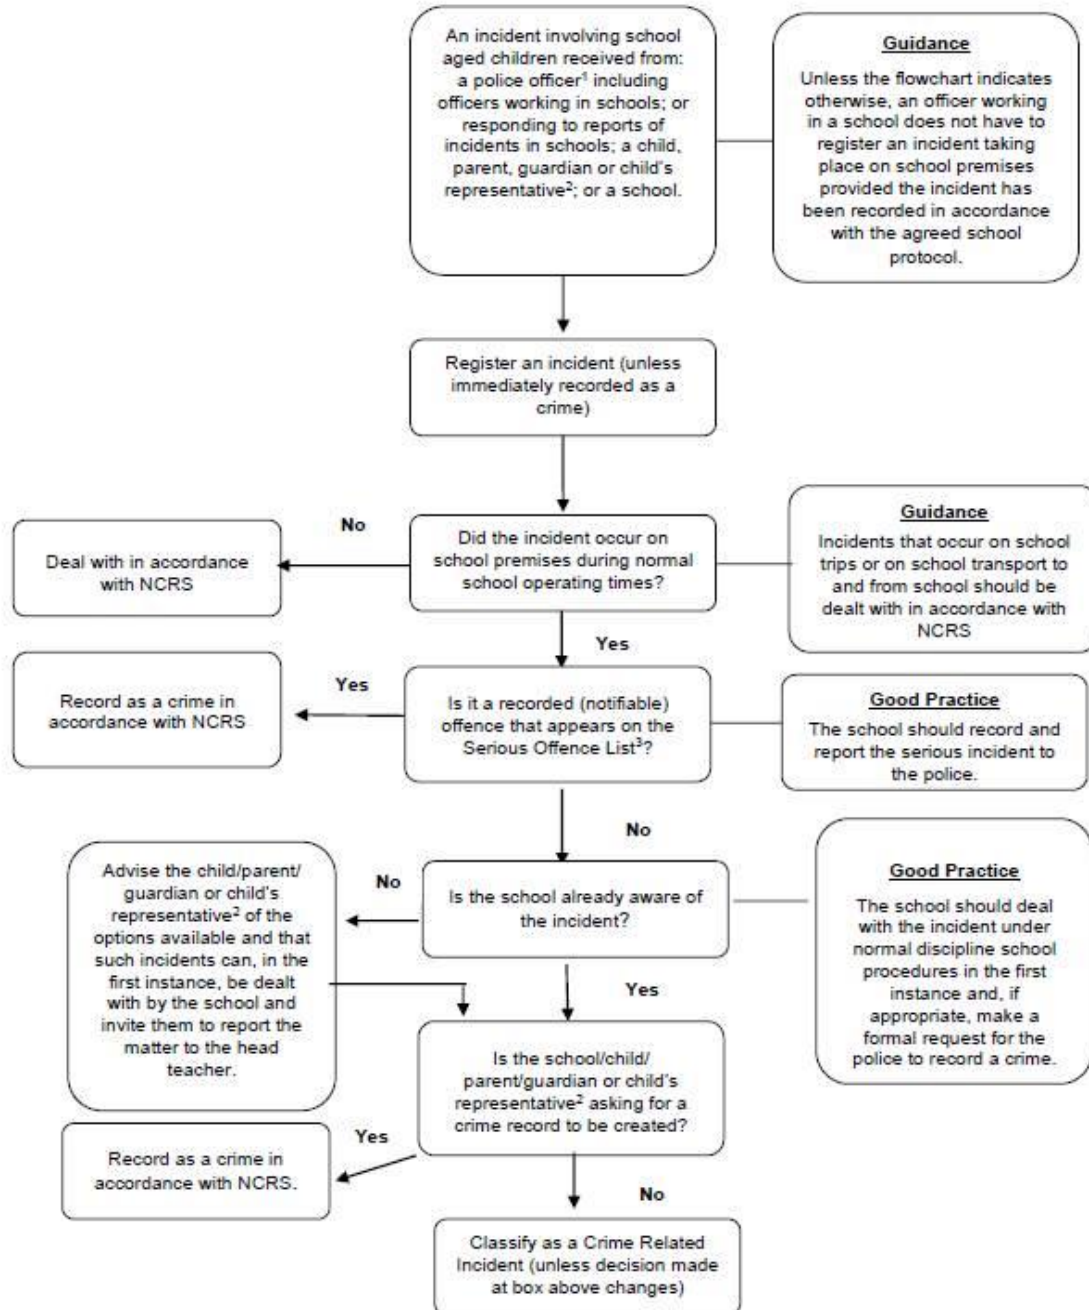 An incident involving school
aged children received from:
a police officer¹ including
officers working in schools; or
responding to reports of
incidents in schools; a child,
parent, guardian or child's
representative²; or a school.
Guidance
Unless the flowchart indicates
otherwise, an officer working
in a school does not have to
register an incident taking
place on school premises
provided the incident has
been recorded in accordance
with the agreed school
protocol.
Register an incident (unless
immediately recorded as a
crime)
Did the incident occur on
school premises during normal
school operating times?
No
Deal with in accordance
with NCRS
Guidance
Incidents that occur on school
trips or on school transport to
and from school should be
dealt with in accordance with
NCRS
Yes
Is it a recorded (notifiable)
offence that appears on the
Serious Offence List³?
Yes
Record as a crime in
accordance with NCRS
Good Practice
The school should record and
report the serious incident to
the police.
No
Is the school already aware of
the incident?
No
Advise the child/parent/
guardian or child's
representative² of the
options available and that
such incidents can, in the
first instance, be dealt
with by the school and
invite them to report the
matter to the head
teacher.
Good Practice
The school should deal
with the incident under
normal discipline school
procedures in the first
instance and, if
appropriate, make a
formal request for the
police to record a crime.
Yes
Is the school/child/
parent/guardian or child's
representative² asking for a
crime record to be created?
Yes
Record as a crime in
accordance with NCRS.
No
Classify as a Crime Related
Incident (unless decision made
at box above changes)